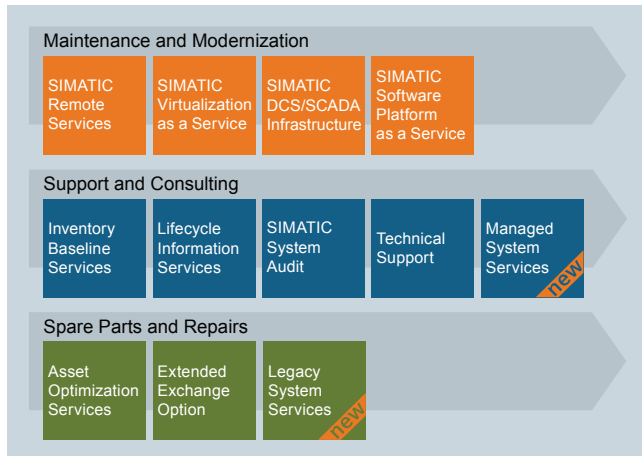 Maintenance and Modernization
SIMATIC
Remote
Services
SIMATIC
Virtualization
as a Service
SIMATIC
DCS/SCADA
Infrastructure
SIMATIC
Software
Platform
as a Service
Support and Consulting
Inventory
Baseline
Services
Lifecycle
Information
Services
SIMATIC
System
Audit
Technical
Support
Managed
System
Services
new
Spare Parts and Repairs
Asset
Optimization
Services
Extended
Exchange
Option
Legacy
System
Services
new